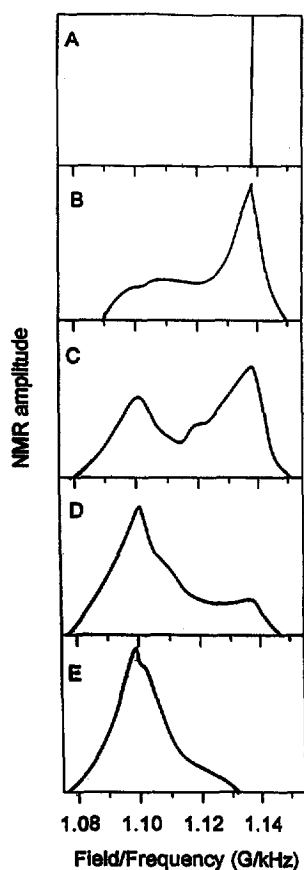 A
B
C
D
E
NMR amplitude
1.08 1.10 1.12 1.14
Field/Frequency (G/kHz)